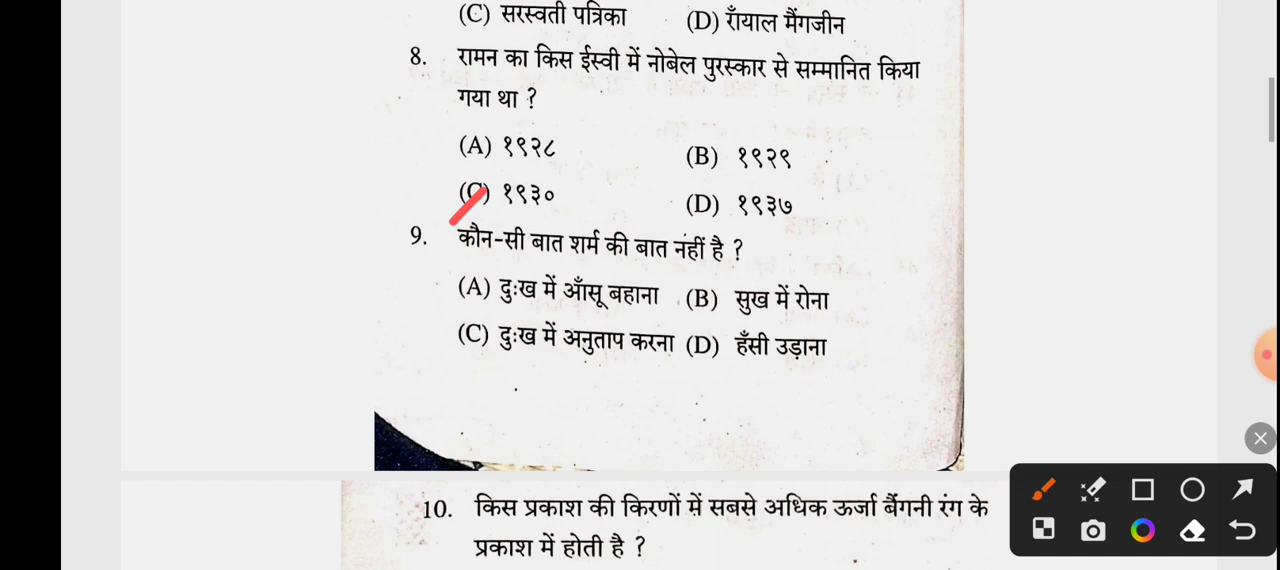 (C) सरस्वती पत्रिका (D) रॉंयाल मैंगजीन
8. रामन का किस ईस्वी में नोबेल पुरस्कार से सम्मानित किया
गया था ?
(A) १९२८ (B) १९२९
(C) १९३० (D) १९३७
9. कौन-सी बात शर्म की बात नहीं है ?
(A) दुःख में आँसू बहाना (B) सुख में रोना
(C) दुःख में अनुताप करना (D) हँसी उड़ाना
10. किस प्रकाश की किरणों में सबसे अधिक ऊर्जा बैंगनी रंग के
प्रकाश में होती है ?